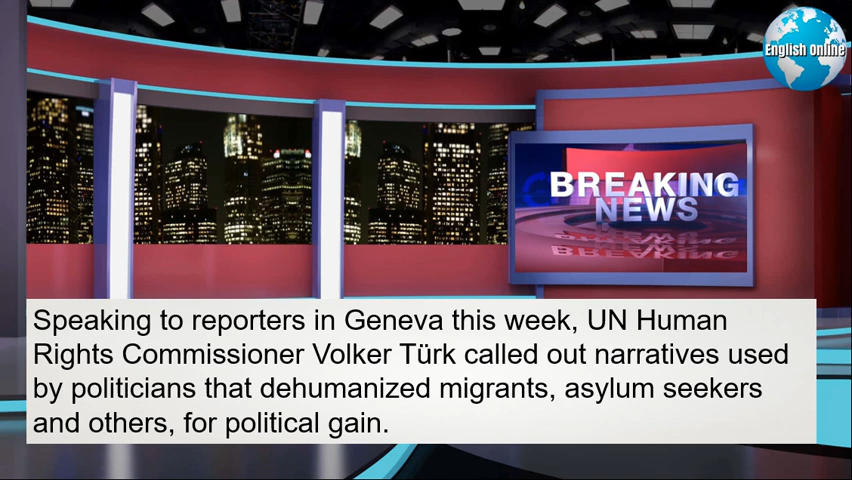 English Online
BREAKING
NEWS
Speaking to reporters in Geneva this week, UN Human
Rights Commissioner Volker Türk called out narratives used
by politicians that dehumanized migrants, asylum seekers
and others, for political gain.